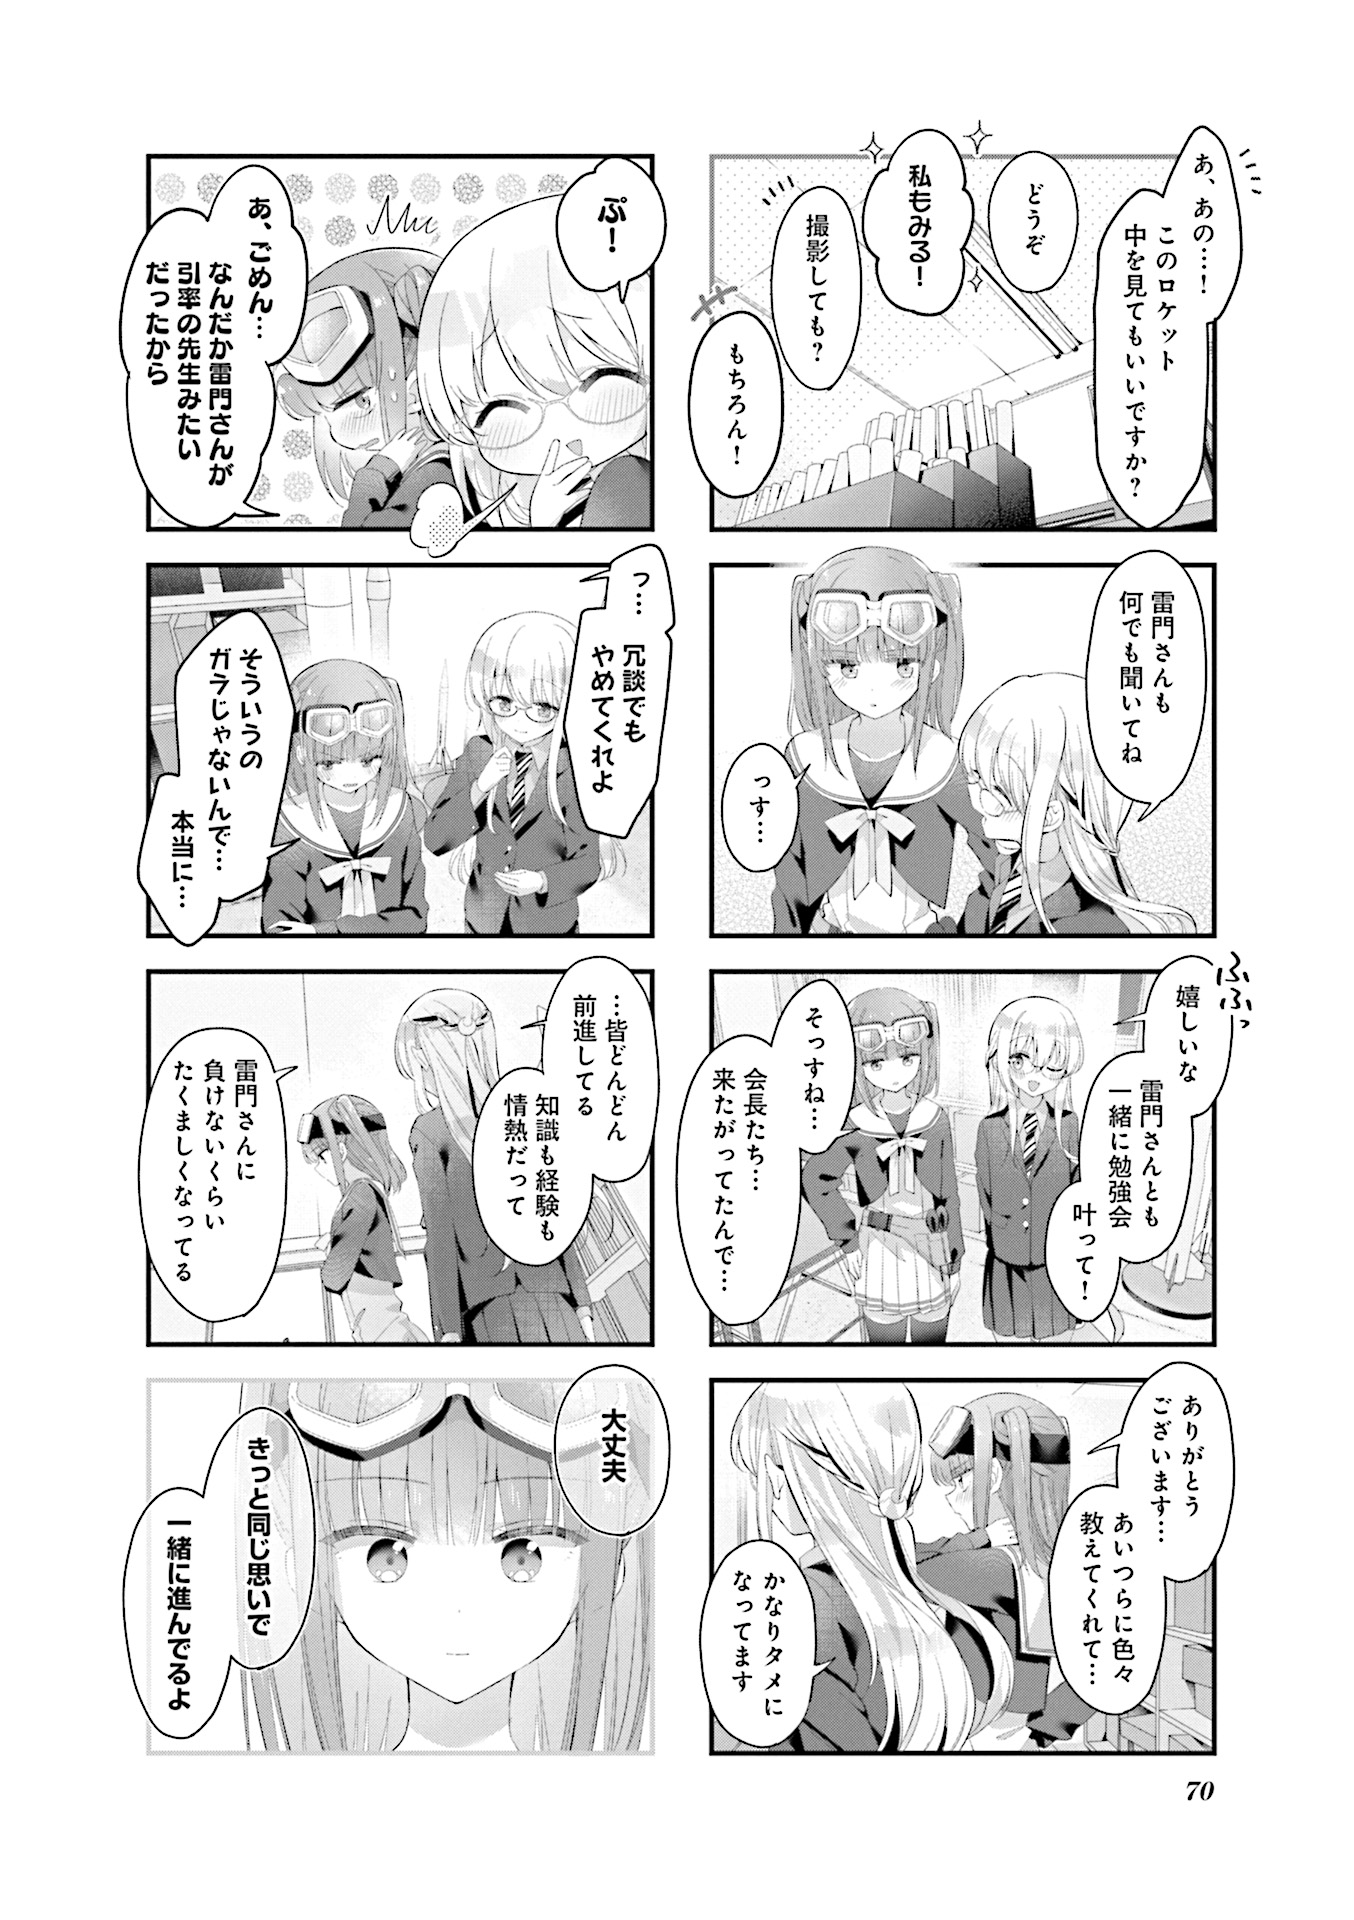 あ、あの…！
このロケット
中を見てもいいですか？
どうぞ
私もみる！
撮影しても？
もちろん！
雷門さんも
何でも聞いてね
っす…
ふふっ
嬉しいな
雷門さんとも
一緒に勉強会
叶って！
そっすね…
会長たち…
来たがってたんで…
ありがとう
ございます…
あいつらに色々
教えてくれて…
かなりタメに
なってます
ぷ！
あ、ごめん…
なんだか雷門さんが
引率の先生みたい
だったから
っ…
冗談でも
やめてくれよ
そういうの
ガラじゃないんで…
本当に…
…皆どんどん
前進してる
知識も経験も
情熱だって
雷門さんに
負けないくらい
たくましくなってる
大丈夫
きっと同じ思いで
一緒に進んでるよ
70